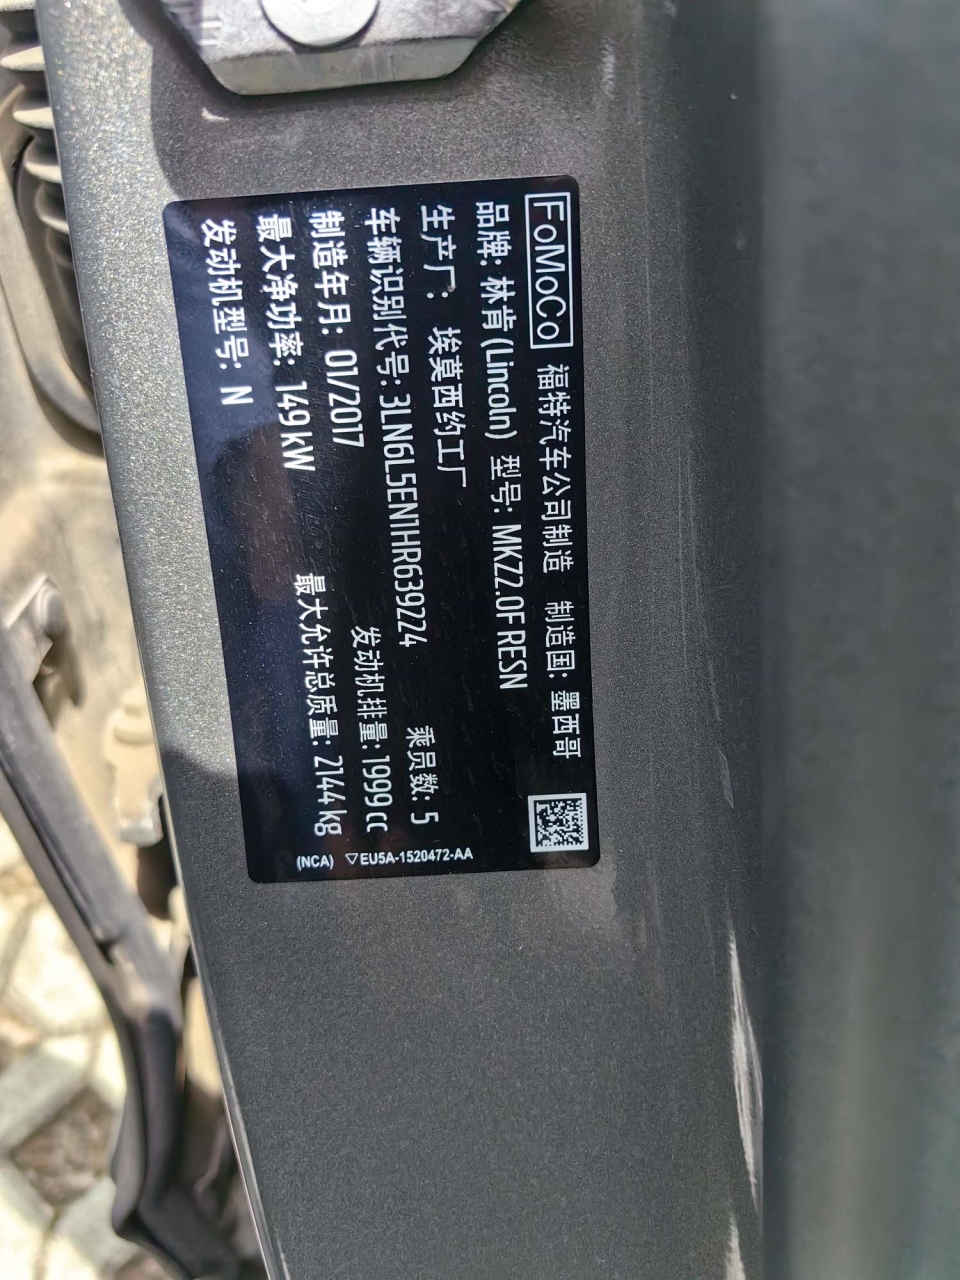 FoMoCo 福特汽车公司制造 制造国: 墨西哥
品牌: 林肯 (Lincoln) 型号: MKZ2.0F RESN
生产厂: 埃莫西约工厂
车辆识别代号: 3LN6L5EN1HR639224 乘员数: 5
制造年月: 01/2017 发动机排量: 1999 cc
最大净功率: 149 kW 最大允许总质量: 2144 kg
发动机型号: N
(NCA) ▽EU5A-1520472-AA